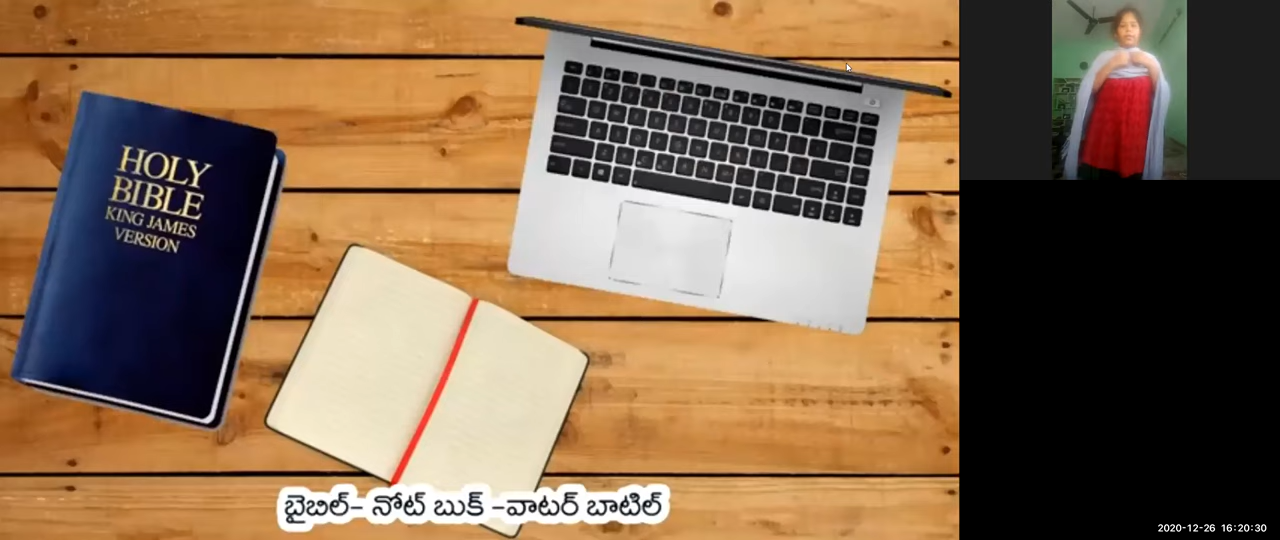 HOLY
BIBLE
KING JAMES
VERSION
బైబిల్- నోట్ బుక్ -వాటర్ బాటిల్
2020-12-26 16:20:30